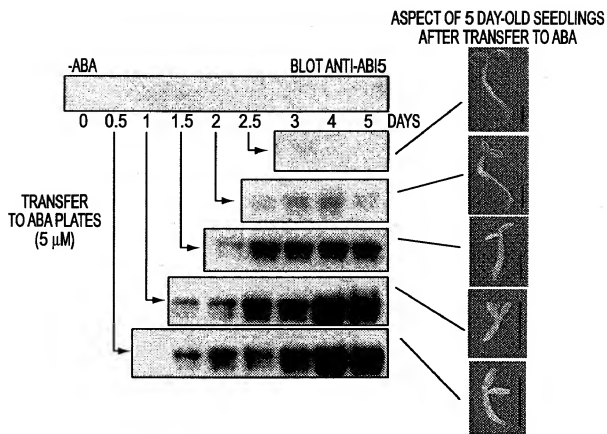 ASPECT OF 5 DAY-OLD SEEDLINGS
AFTER TRANSFER TO ABA
-ABA BLOT ANTI-ABI5
0 0.5 1 1.5 2 2.5 3 4 5 DAYS
TRANSFER
TO ABA PLATES
(5 µM)